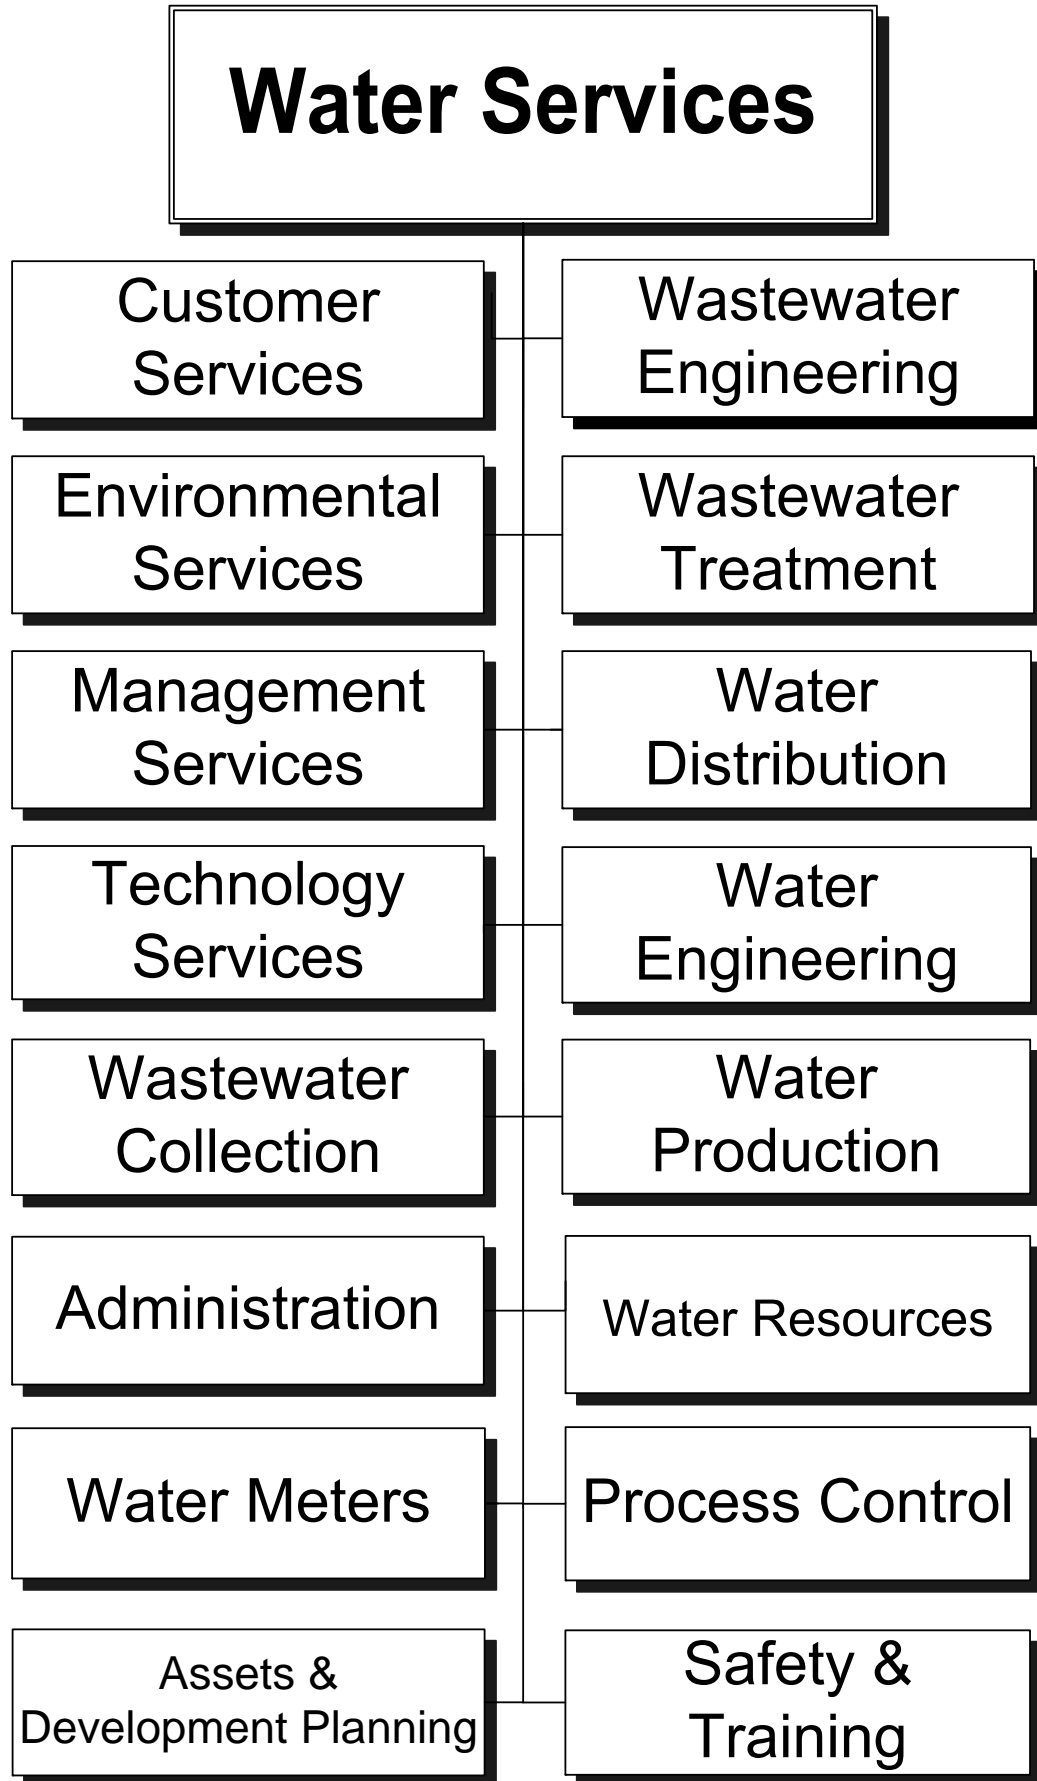 Water Services
Customer
Services
Wastewater
Engineering
Environmental
Services
Wastewater
Treatment
Management
Services
Water
Distribution
Technology
Services
Water
Engineering
Wastewater
Collection
Water
Production
Administration
Water Resources
Water Meters
Process Control
Assets &
Development Planning
Safety &
Training